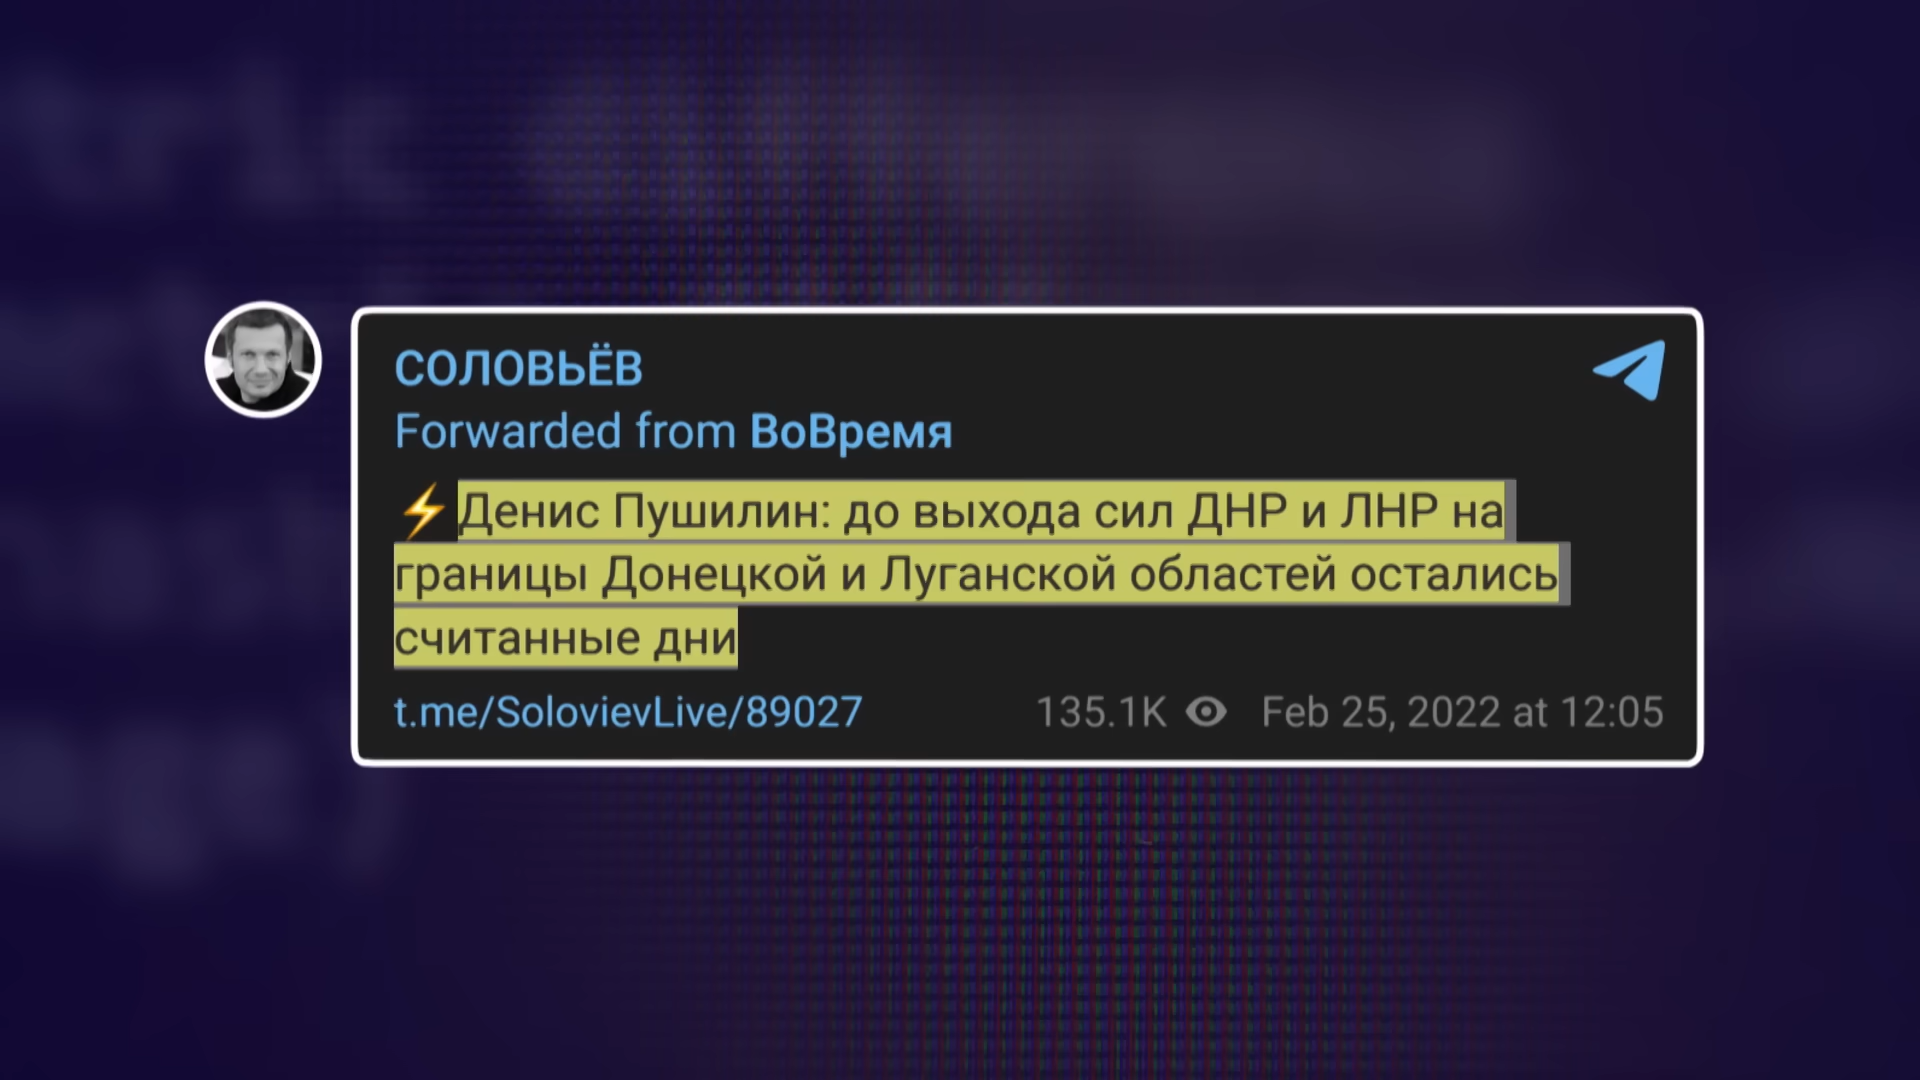 СОЛОВЬЁВ
Forwarded from ВоВремя
⚡Денис Пушилин: до выхода сил ДНР и ЛНР на
границы Донецкой и Луганской областей остались
считанные дни
t.me/SolovievLive/89027 135.1K Feb 25, 2022 at 12:05